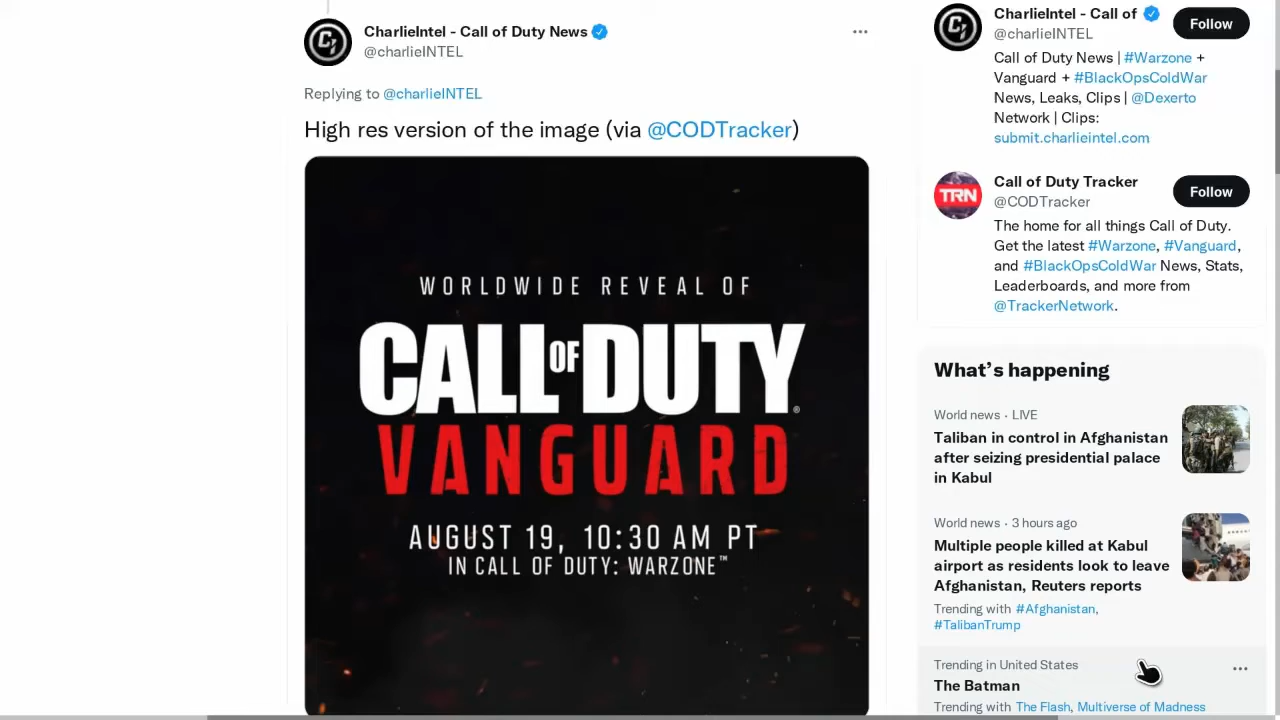 CharlieIntel - Call of Duty News
@charlieINTEL
Replying to @charlieINTEL
High res version of the image (via @CODTracker)
WORLDWIDE REVEAL OF
CALL OF DUTY®
VANGUARD
AUGUST 19, 10:30 AM PT
IN CALL OF DUTY: WARZONE™
CharlieIntel - Call of
@charlieINTEL
Follow
Call of Duty News | #Warzone +
Vanguard + #BlackOpsColdWar
News, Leaks, Clips | @Dexerto
Network | Clips:
submit.charlieintel.com
TRN
Call of Duty Tracker
@CODTracker
Follow
The home for all things Call of Duty.
Get the latest #Warzone, #Vanguard,
and #BlackOpsColdWar News, Stats,
Leaderboards, and more from
@TrackerNetwork.
What's happening
World news · LIVE
Taliban in control in Afghanistan
after seizing presidential palace
in Kabul
World news · 3 hours ago
Multiple people killed at Kabul
airport as residents look to leave
Afghanistan, Reuters reports
Trending with #Afghanistan,
#TalibanTrump
Trending in United States
The Batman
Trending with The Flash, Multiverse of Madness